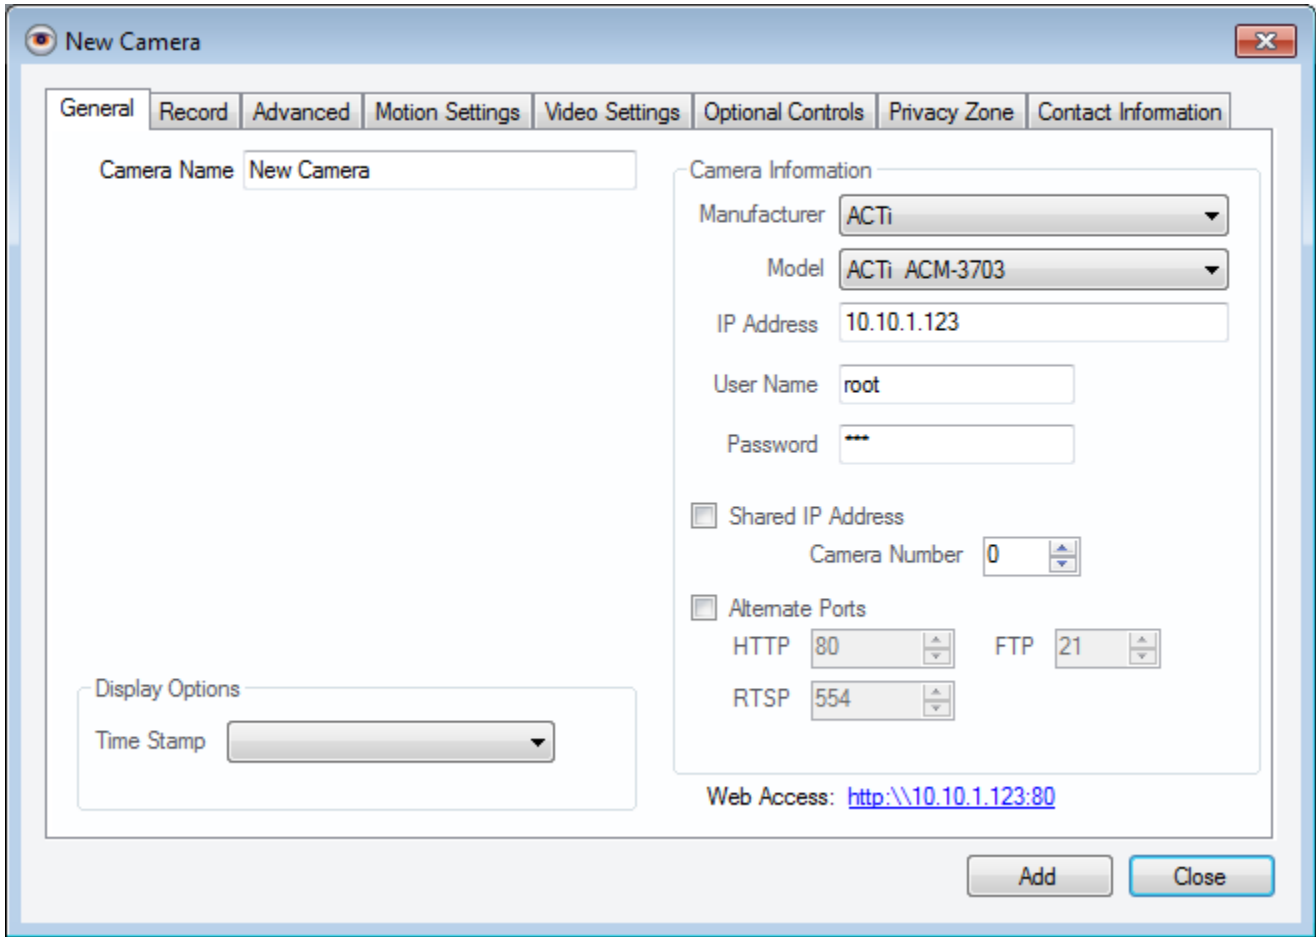 New Camera
General Record Advanced Motion Settings Video Settings Optional Controls Privacy Zone Contact Information
Camera Name New Camera
Camera Information
Manufacturer ACTi
Model ACTi ACM-3703
IP Address 10.10.1.123
User Name root
Password ***
Shared IP Address
Camera Number 0
Alternate Ports
HTTP 80 FTP 21
RTSP 554
Display Options
Time Stamp
Web Access: http:\\10.10.1.123:80
Add Close